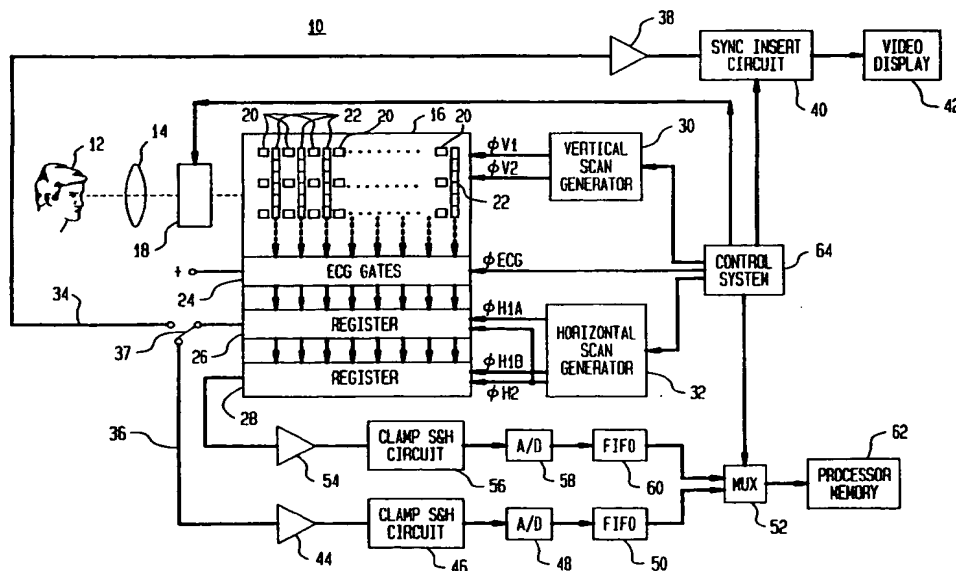 10
38
SYNC INSERT
CIRCUIT
40
VIDEO
DISPLAY
42
12
14
18
20
20
16
20
22
22
φV1
φV2
30
VERTICAL
SCAN
GENERATOR
+
ECG GATES
24
φECG
CONTROL
SYSTEM
64
34
37
REGISTER
26
φH1A
HORIZONTAL
SCAN
GENERATOR
32
REGISTER
28
φH1B
φH2
36
54
CLAMP S&H
CIRCUIT
56
A/D
58
FIFO
60
MUX
52
62
PROCESSOR
MEMORY
44
CLAMP S&H
CIRCUIT
46
A/D
48
FIFO
50